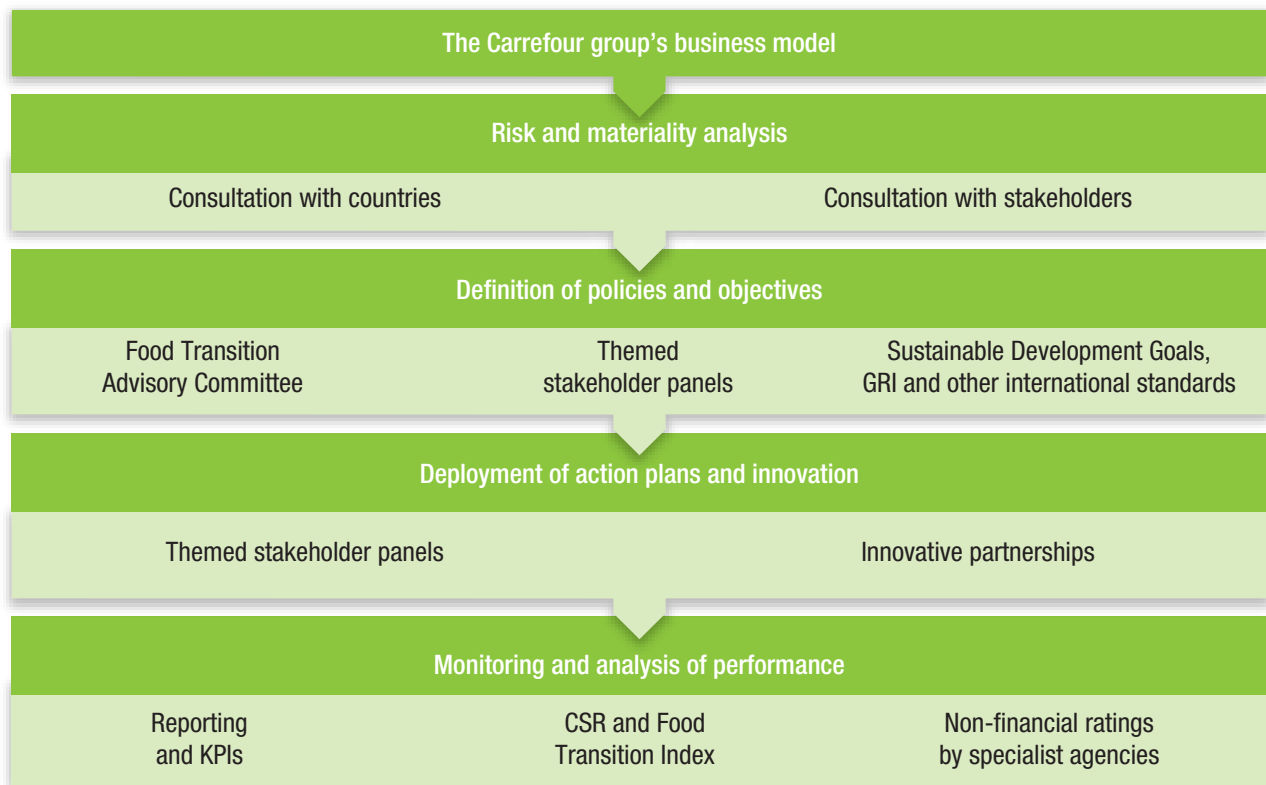 The Carrefour group's business model
Risk and materiality analysis
Consultation with countries
Consultation with stakeholders
Definition of policies and objectives
Food Transition
Advisory Committee
Themed
stakeholder panels
Sustainable Development Goals,
GRI and other international standards
Deployment of action plans and innovation
Themed stakeholder panels
Innovative partnerships
Monitoring and analysis of performance
Reporting
and KPIs
CSR and Food
Transition Index
Non-financial ratings
by specialist agencies